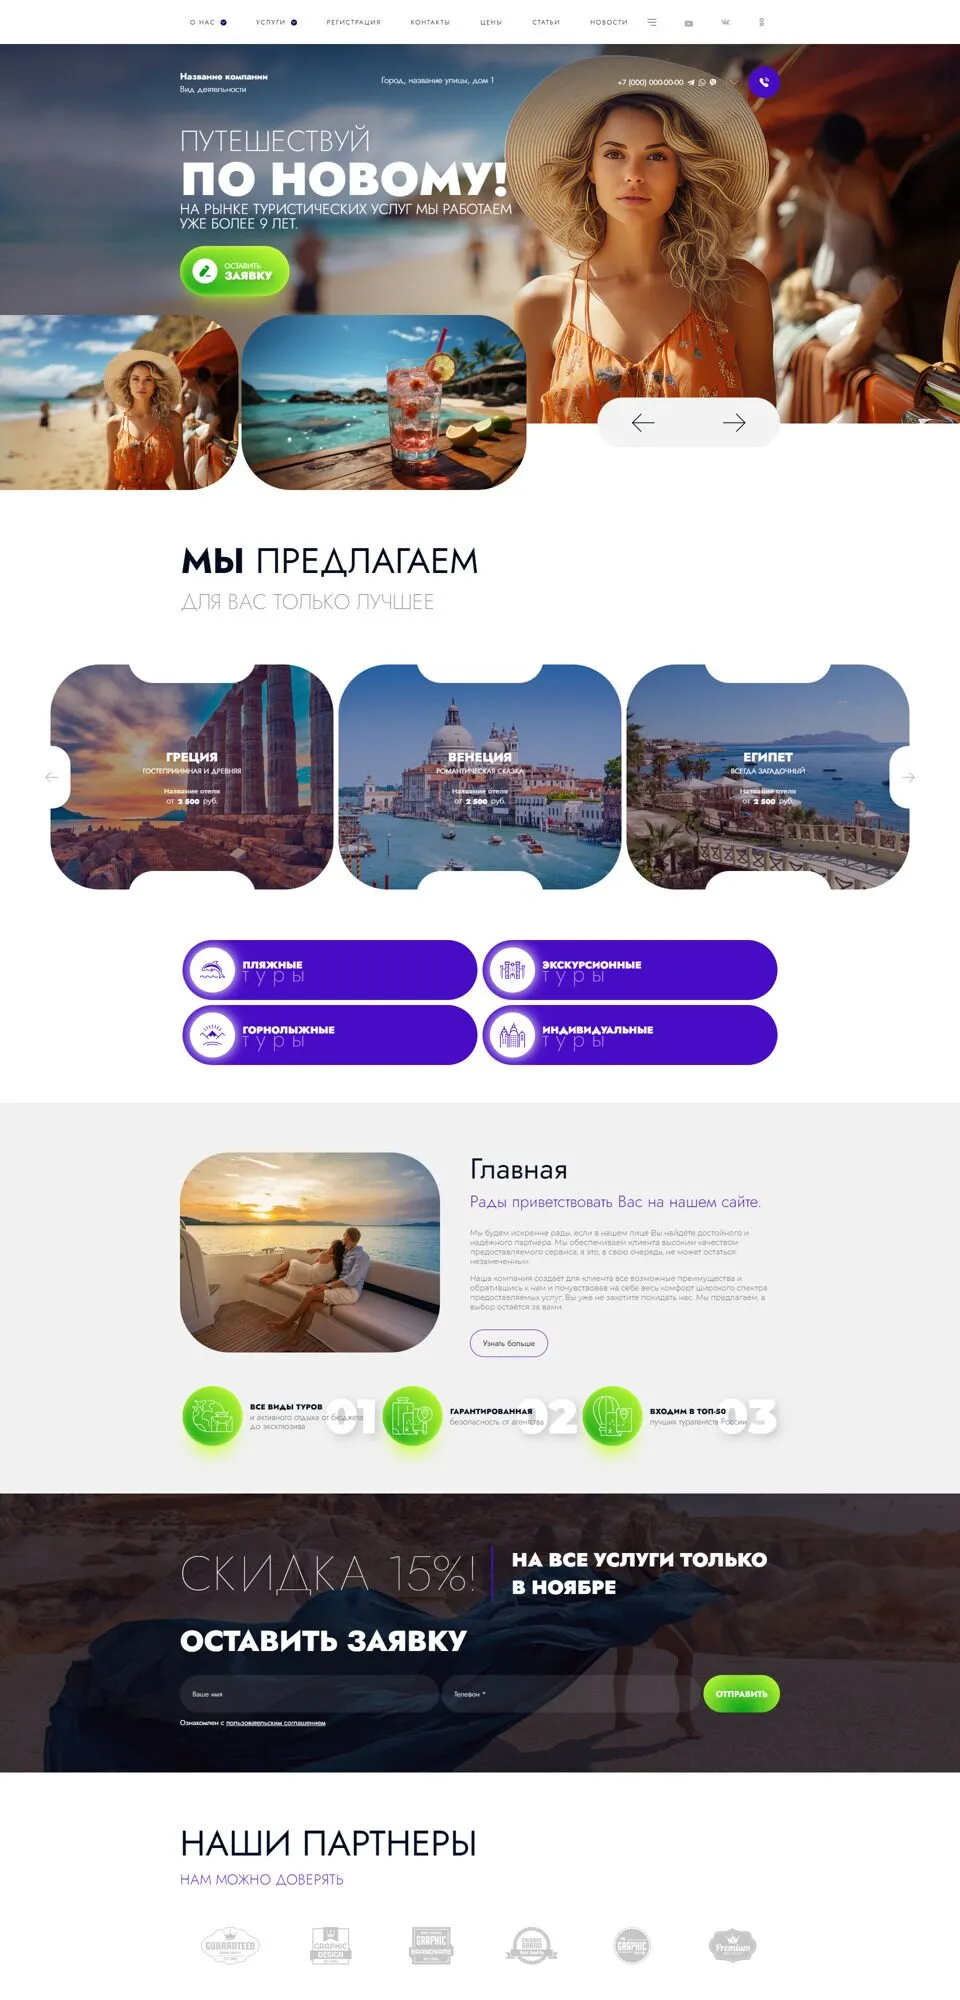 О НАС
УСЛУГИ
РЕГИСТРАЦИЯ
КОНТАКТЫ
ЦЕНЫ
СТАТЬИ
НОВОСТИ
Название компании
Вид деятельности
Город, название улицы, дом 1
+7 (000) 000-00-00
ПУТЕШЕСТВУЙ
ПО НОВОМУ!
НА РЫНКЕ ТУРИСТИЧЕСКИХ УСЛУГ МЫ РАБОТАЕМ
УЖЕ БОЛЕЕ 9 ЛЕТ.
ОСТАВИТЬ
ЗАЯВКУ
МЫ ПРЕДЛАГАЕМ
ДЛЯ ВАС ТОЛЬКО ЛУЧШЕЕ
ГРЕЦИЯ
ГОСТЕПРИИМНАЯ И ДРЕВНЯЯ
Название отеля
от 2 500 руб.
ВЕНЕЦИЯ
РОМАНТИЧЕСКАЯ СКАЗКА
Название отеля
от 2 500 руб.
ЕГИПЕТ
ВСЕГДА ЗАГАДОЧНЫЙ
Название отеля
от 2 500 руб.
ПЛЯЖНЫЕ
туры
ЭКСКУРСИОННЫЕ
туры
ГОРНОЛЫЖНЫЕ
туры
ИНДИВИДУАЛЬНЫЕ
туры
Главная
Рады приветствовать Вас на нашем сайте.
Мы будем искренне рады, если в нашем лице Вы найдёте достойного и
надежного партнёра. Мы обеспечиваем клиента высоким качеством
предоставляемого сервиса, а это, в свою очередь, не может остаться
незамеченным.
Наша компания создаёт для клиента все возможные преимущества и
обратившись к нам и почувствовав на себе весь комфорт широкого спектра
предоставляемых услуг, Вы уже не захотите покидать нас. Мы предлагаем, а
выбор остаётся за вами.
Узнать больше
ВСЕ ВИДЫ ТУРОВ
и активного отдыха от бюджета
до эксклюзива
01
ГАРАНТИРОВАННАЯ
безопасность от агентства
02
ВХОДИМ В ТОП-50
лучших турагентств России
03
СКИДКА 15%!
НА ВСЕ УСЛУГИ ТОЛЬКО
В НОЯБРЕ
ОСТАВИТЬ ЗАЯВКУ
Ваше имя
Телефон *
ОТПРАВИТЬ
Ознакомлен с пользовательским соглашением
НАШИ ПАРТНЕРЫ
НАМ МОЖНО ДОВЕРЯТЬ
GUARANTEED
GRAPHIC
DESIGN
GRAPHIC
BRANDNAME
GRAPHIC
Premium